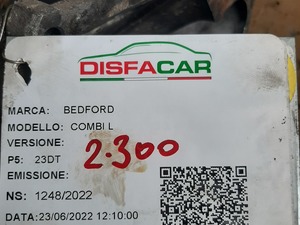 DISFACAR
MARCA: BEDFORD
MODELLO: COMBI L
VERSIONE:
2.300
P5: 23DT
EMISSIONE:
NS: 1248/2022
DATA:23/06/2022 12:10:00